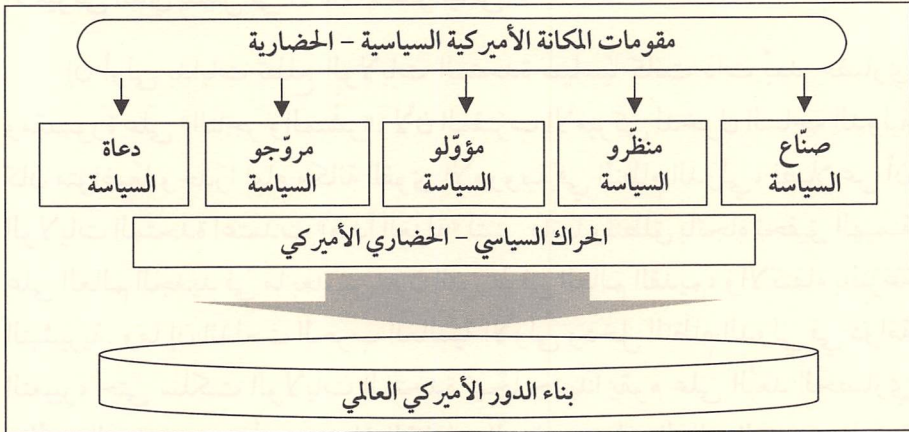 مقومات المكانة الأميركية السياسية – الحضارية
صنّاع
السياسة
منظّرو
السياسة
مؤوّلو
السياسة
مروّجو
السياسة
دعاة
السياسة
الحراك السياسي – الحضاري الأميركي
بناء الدور الأميركي العالمي